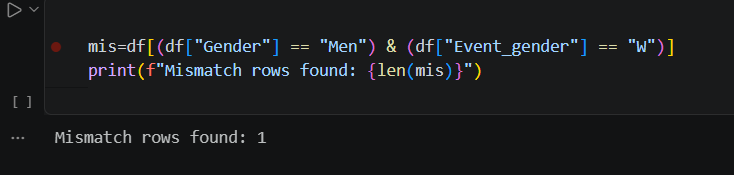 mis=df[(df["Gender"] == "Men") & (df["Event_gender"] == "W")]
print(f"Mismatch rows found: {len(mis)}")
[ ]
... Mismatch rows found: 1